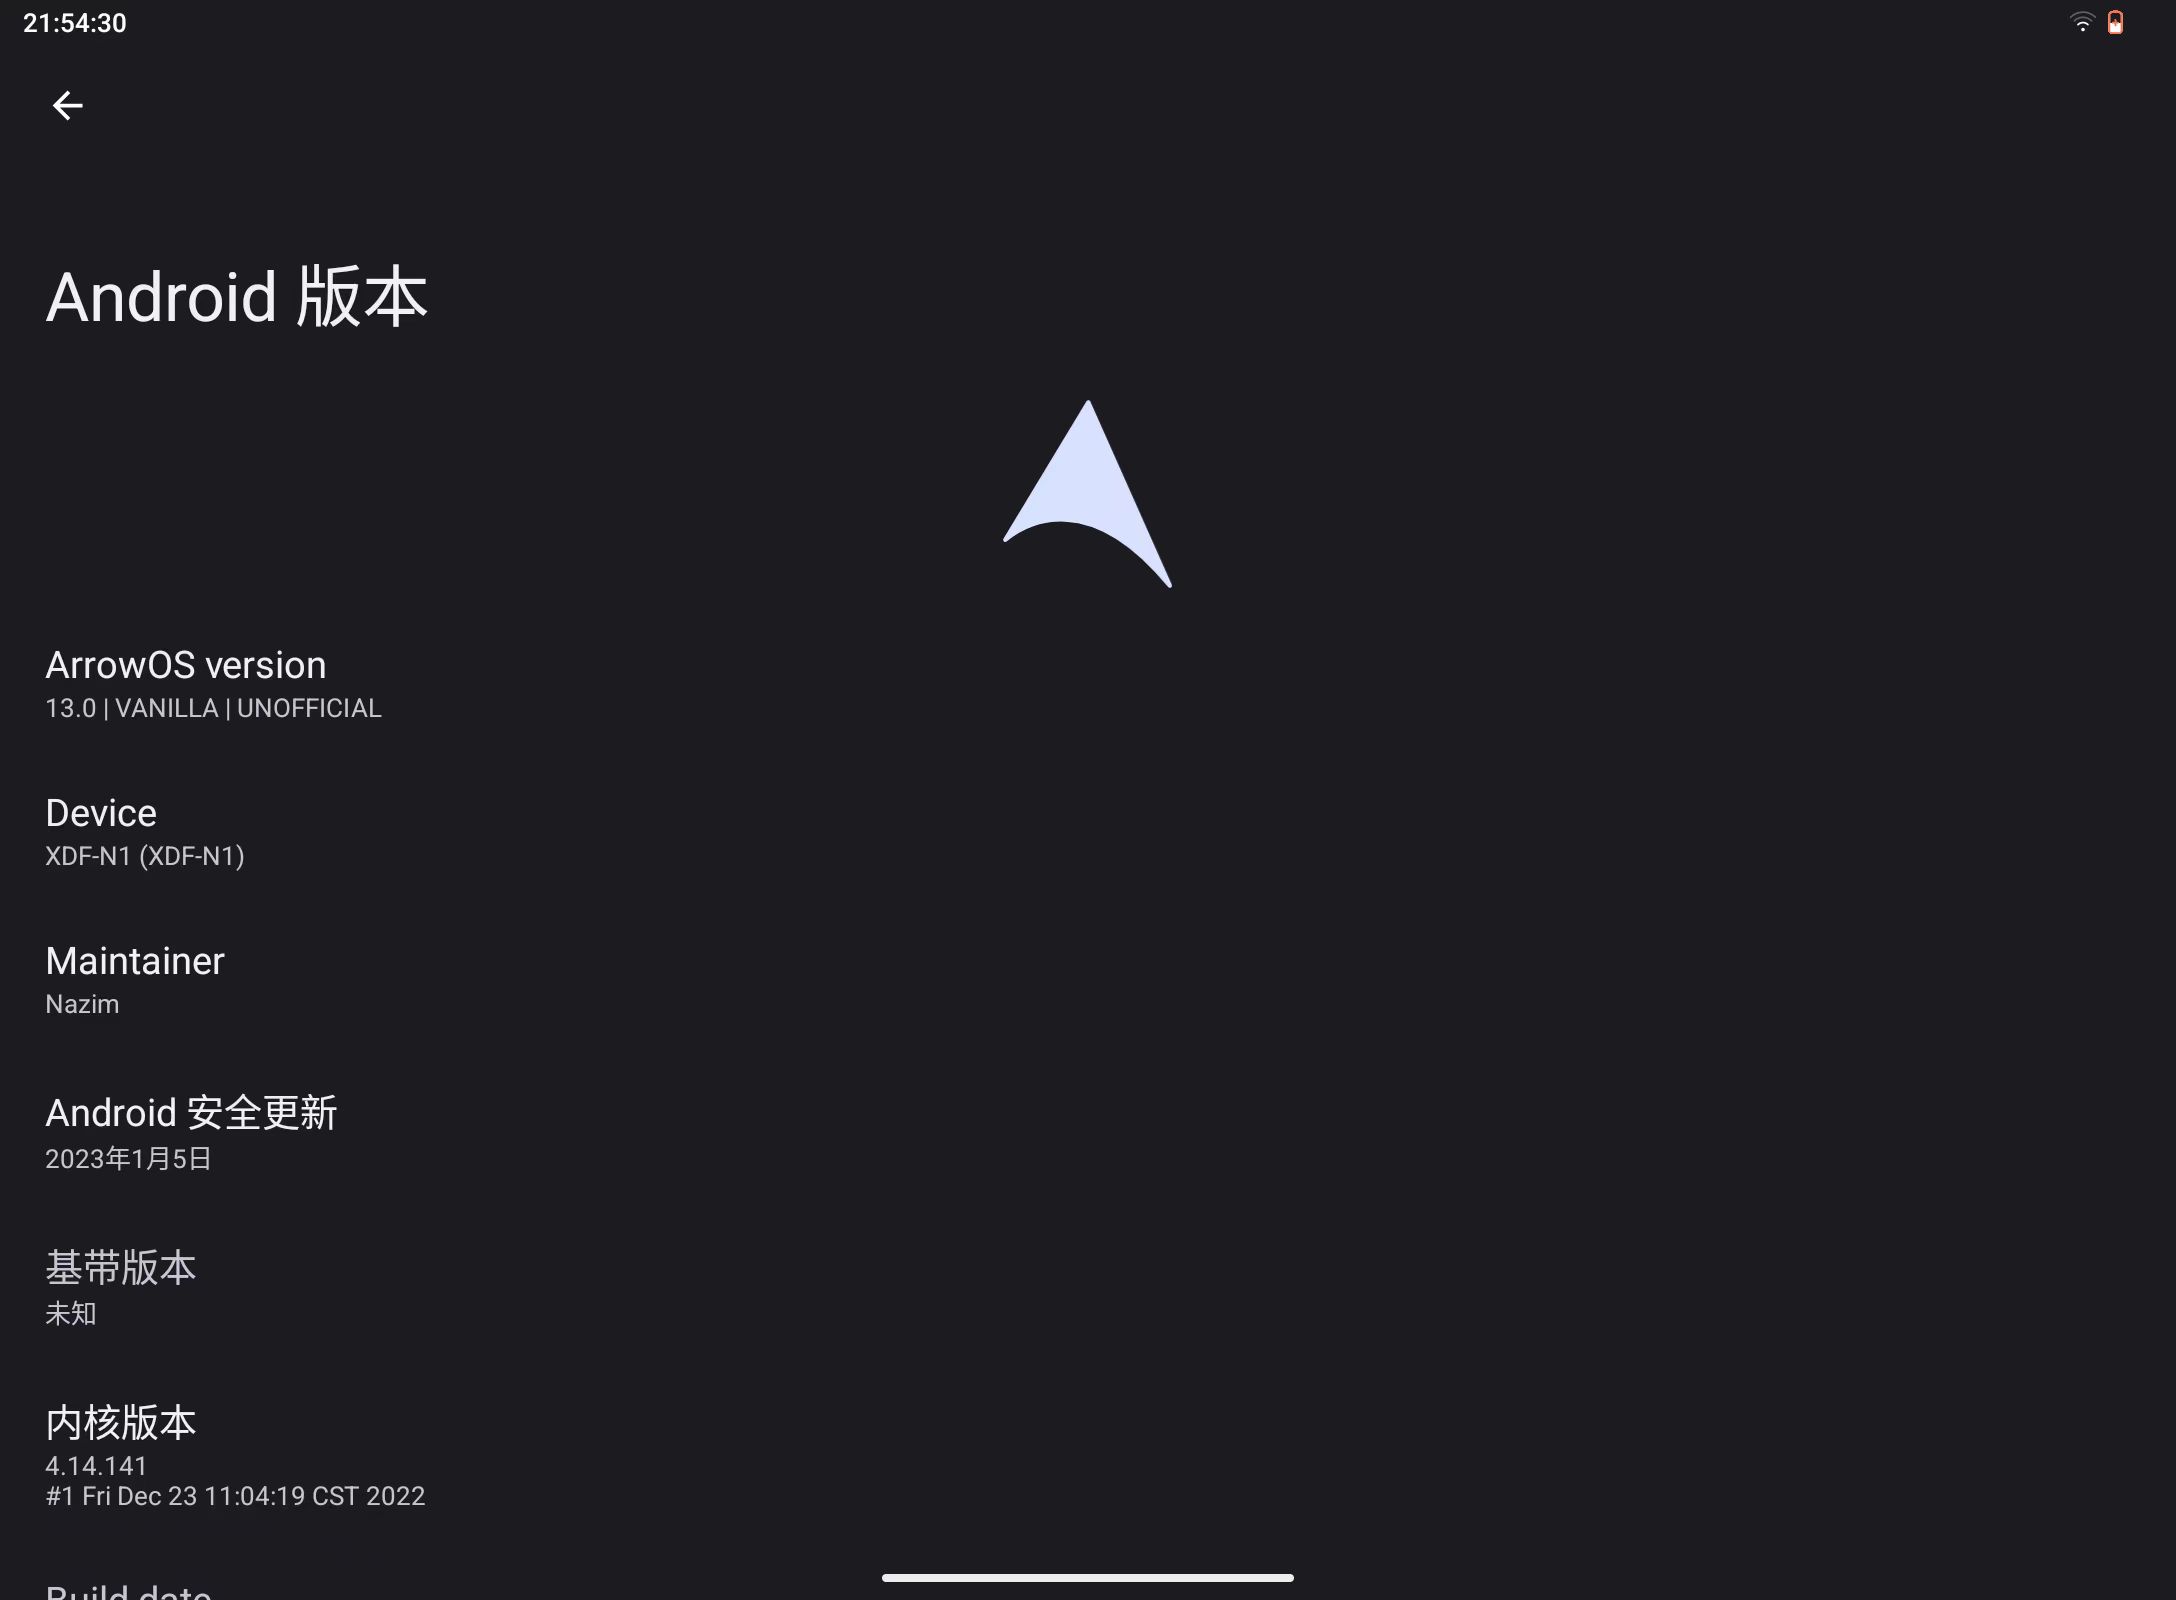 21:54:30
Android 版本
ArrowOS version
13.0 | VANILLA | UNOFFICIAL
Device
XDF-N1 (XDF-N1)
Maintainer
Nazim
Android 安全更新
2023年1月5日
基带版本
未知
内核版本
4.14.141
#1 Fri Dec 23 11:04:19 CST 2022
Build date